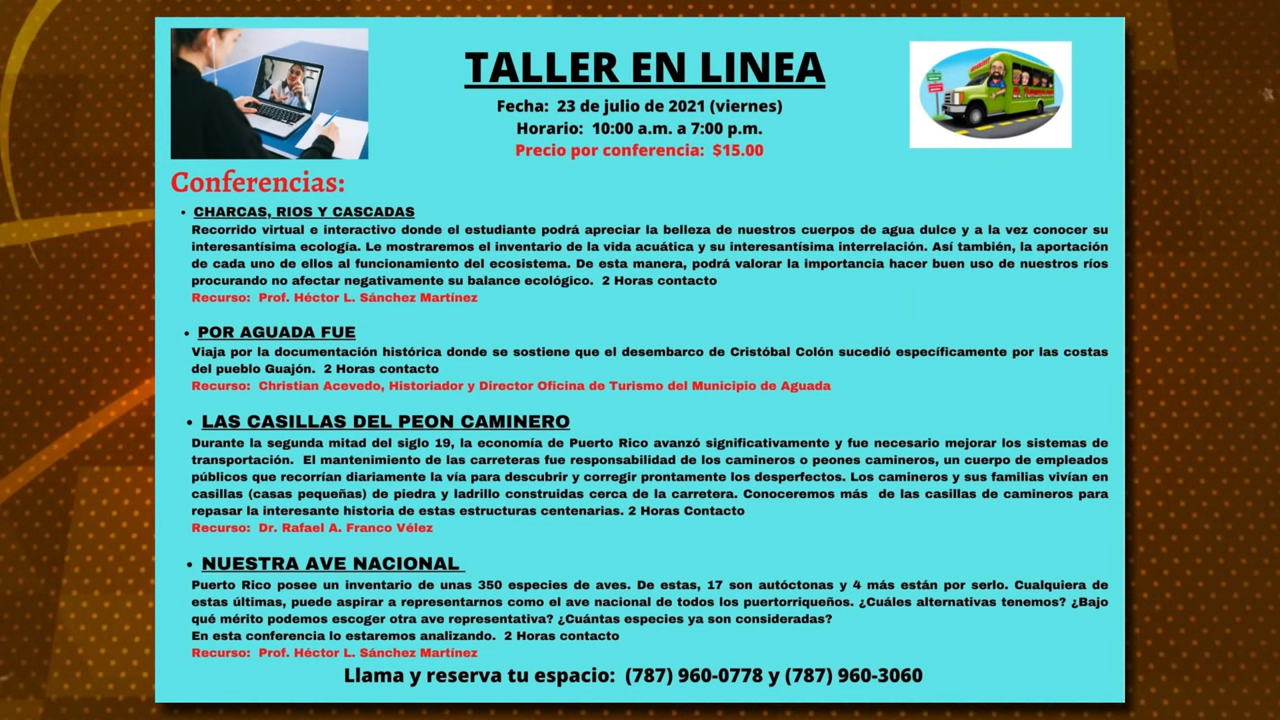 TALLER EN LINEA
Fecha: 23 de julio de 2021 (viernes)
Horario: 10:00 a.m. a 7:00 p.m.
Precio por conferencia: $15.00
Conferencias:
• CHARCAS, RIOS Y CASCADAS
Recorrido virtual e interactivo donde el estudiante podrá apreciar la belleza de nuestros cuerpos de agua dulce y a la vez conocer su
interesantísima ecología. Le mostraremos el inventario de la vida acuática y su interesantísima interrelación. Así también, la aportación
de cada uno de ellos al funcionamiento del ecosistema. De esta manera, podrá valorar la importancia hacer buen uso de nuestros ríos
procurando no afectar negativamente su balance ecológico. 2 Horas contacto
Recurso: Prof. Héctor L. Sánchez Martínez
• POR AGUADA FUE
Viaja por la documentación histórica donde se sostiene que el desembarco de Cristóbal Colón sucedió específicamente por las costas
del pueblo Guajón. 2 Horas contacto
Recurso: Christian Acevedo, Historiador y Director Oficina de Turismo del Municipio de Aguada
• LAS CASILLAS DEL PEON CAMINERO
Durante la segunda mitad del siglo 19, la economía de Puerto Rico avanzó significativamente y fue necesario mejorar los sistemas de
transportación. El mantenimiento de las carreteras fue responsabilidad de los camineros o peones camineros, un cuerpo de empleados
públicos que recorrían diariamente la vía para descubrir y corregir prontamente los desperfectos. Los camineros y sus familias vivían en
casillas (casas pequeñas) de piedra y ladrillo construidas cerca de la carretera. Conoceremos más de las casillas de camineros para
repasar la interesante historia de estas estructuras centenarias. 2 Horas Contacto
Recurso: Dr. Rafael A. Franco Vélez
• NUESTRA AVE NACIONAL
Puerto Rico posee un inventario de unas 350 especies de aves. De estas, 17 son autóctonas y 4 más están por serlo. Cualquiera de
estas últimas, puede aspirar a representarnos como el ave nacional de todos los puertorriqueños. ¿Cuáles alternativas tenemos? ¿Bajo
qué mérito podemos escoger otra ave representativa? ¿Cuántas especies ya son consideradas?
En esta conferencia lo estaremos analizando. 2 Horas contacto
Recurso: Prof. Héctor L. Sánchez Martínez
Llama y reserva tu espacio: (787) 960-0778 y (787) 960-3060